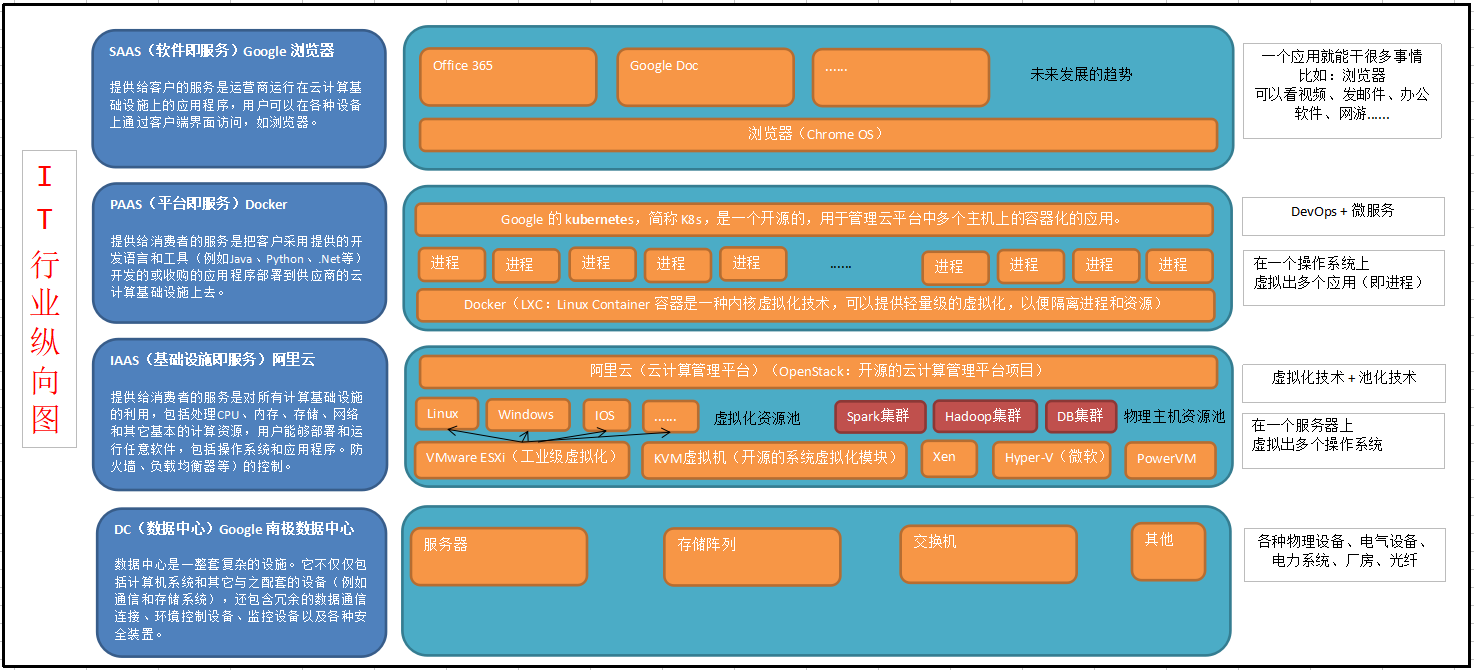 I
T
行
业
纵
向
图
SAAS（软件即服务）Google 浏览器
提供给客户的服务是运营商运行在云计算基
础设施上的应用程序，用户可以在各种设备
上通过客户端界面访问，如浏览器。
Office 365
Google Doc
......
未来发展的趋势
浏览器（Chrome OS）
一个应用就能干很多事情
比如：浏览器
可以看视频、发邮件、办公
软件、网游......
PAAS（平台即服务）Docker
提供给消费者的服务是把客户采用提供的开
发语言和工具（例如Java、Python、.Net等）
开发的或收购的应用程序部署到供应商的云
计算基础设施上去。
Google 的 kubernetes，简称 K8s，是一个开源的，用于管理云平台中多个主机上的容器化的应用。
进程
进程
进程
进程
进程
......
进程
进程
进程
进程
Docker（LXC：Linux Container 容器是一种内核虚拟化技术，可以提供轻量级的虚拟化，以便隔离进程和资源）
DevOps + 微服务
在一个操作系统上
虚拟出多个应用（即进程）
IAAS（基础设施即服务）阿里云
提供给消费者的服务是对所有计算基础设施
的利用，包括处理CPU、内存、存储、网络
和其它基本的计算资源，用户能够部署和运
行任意软件，包括操作系统和应用程序。防
火墙、负载均衡器等）的控制。
阿里云（云计算管理平台）（OpenStack：开源的云计算管理平台项目）
Linux
Windows
IOS
......
虚拟化资源池
Spark集群
Hadoop集群
DB集群
物理主机资源池
VMware ESXi（工业级虚拟化）
KVM虚拟机（开源的系统虚拟化模块）
Xen
Hyper-V（微软）
PowerVM
虚拟化技术 + 池化技术
在一个服务器上
虚拟出多个操作系统
DC（数据中心）Google 南极数据中心
数据中心是一整套复杂的设施。它不仅仅包
括计算机系统和其它与之配套的设备（例如
通信和存储系统），还包含冗余的数据通信
连接、环境控制设备、监控设备以及各种安
全装置。
服务器
存储阵列
交换机
其他
各种物理设备、电气设备、
电力系统、厂房、光纤